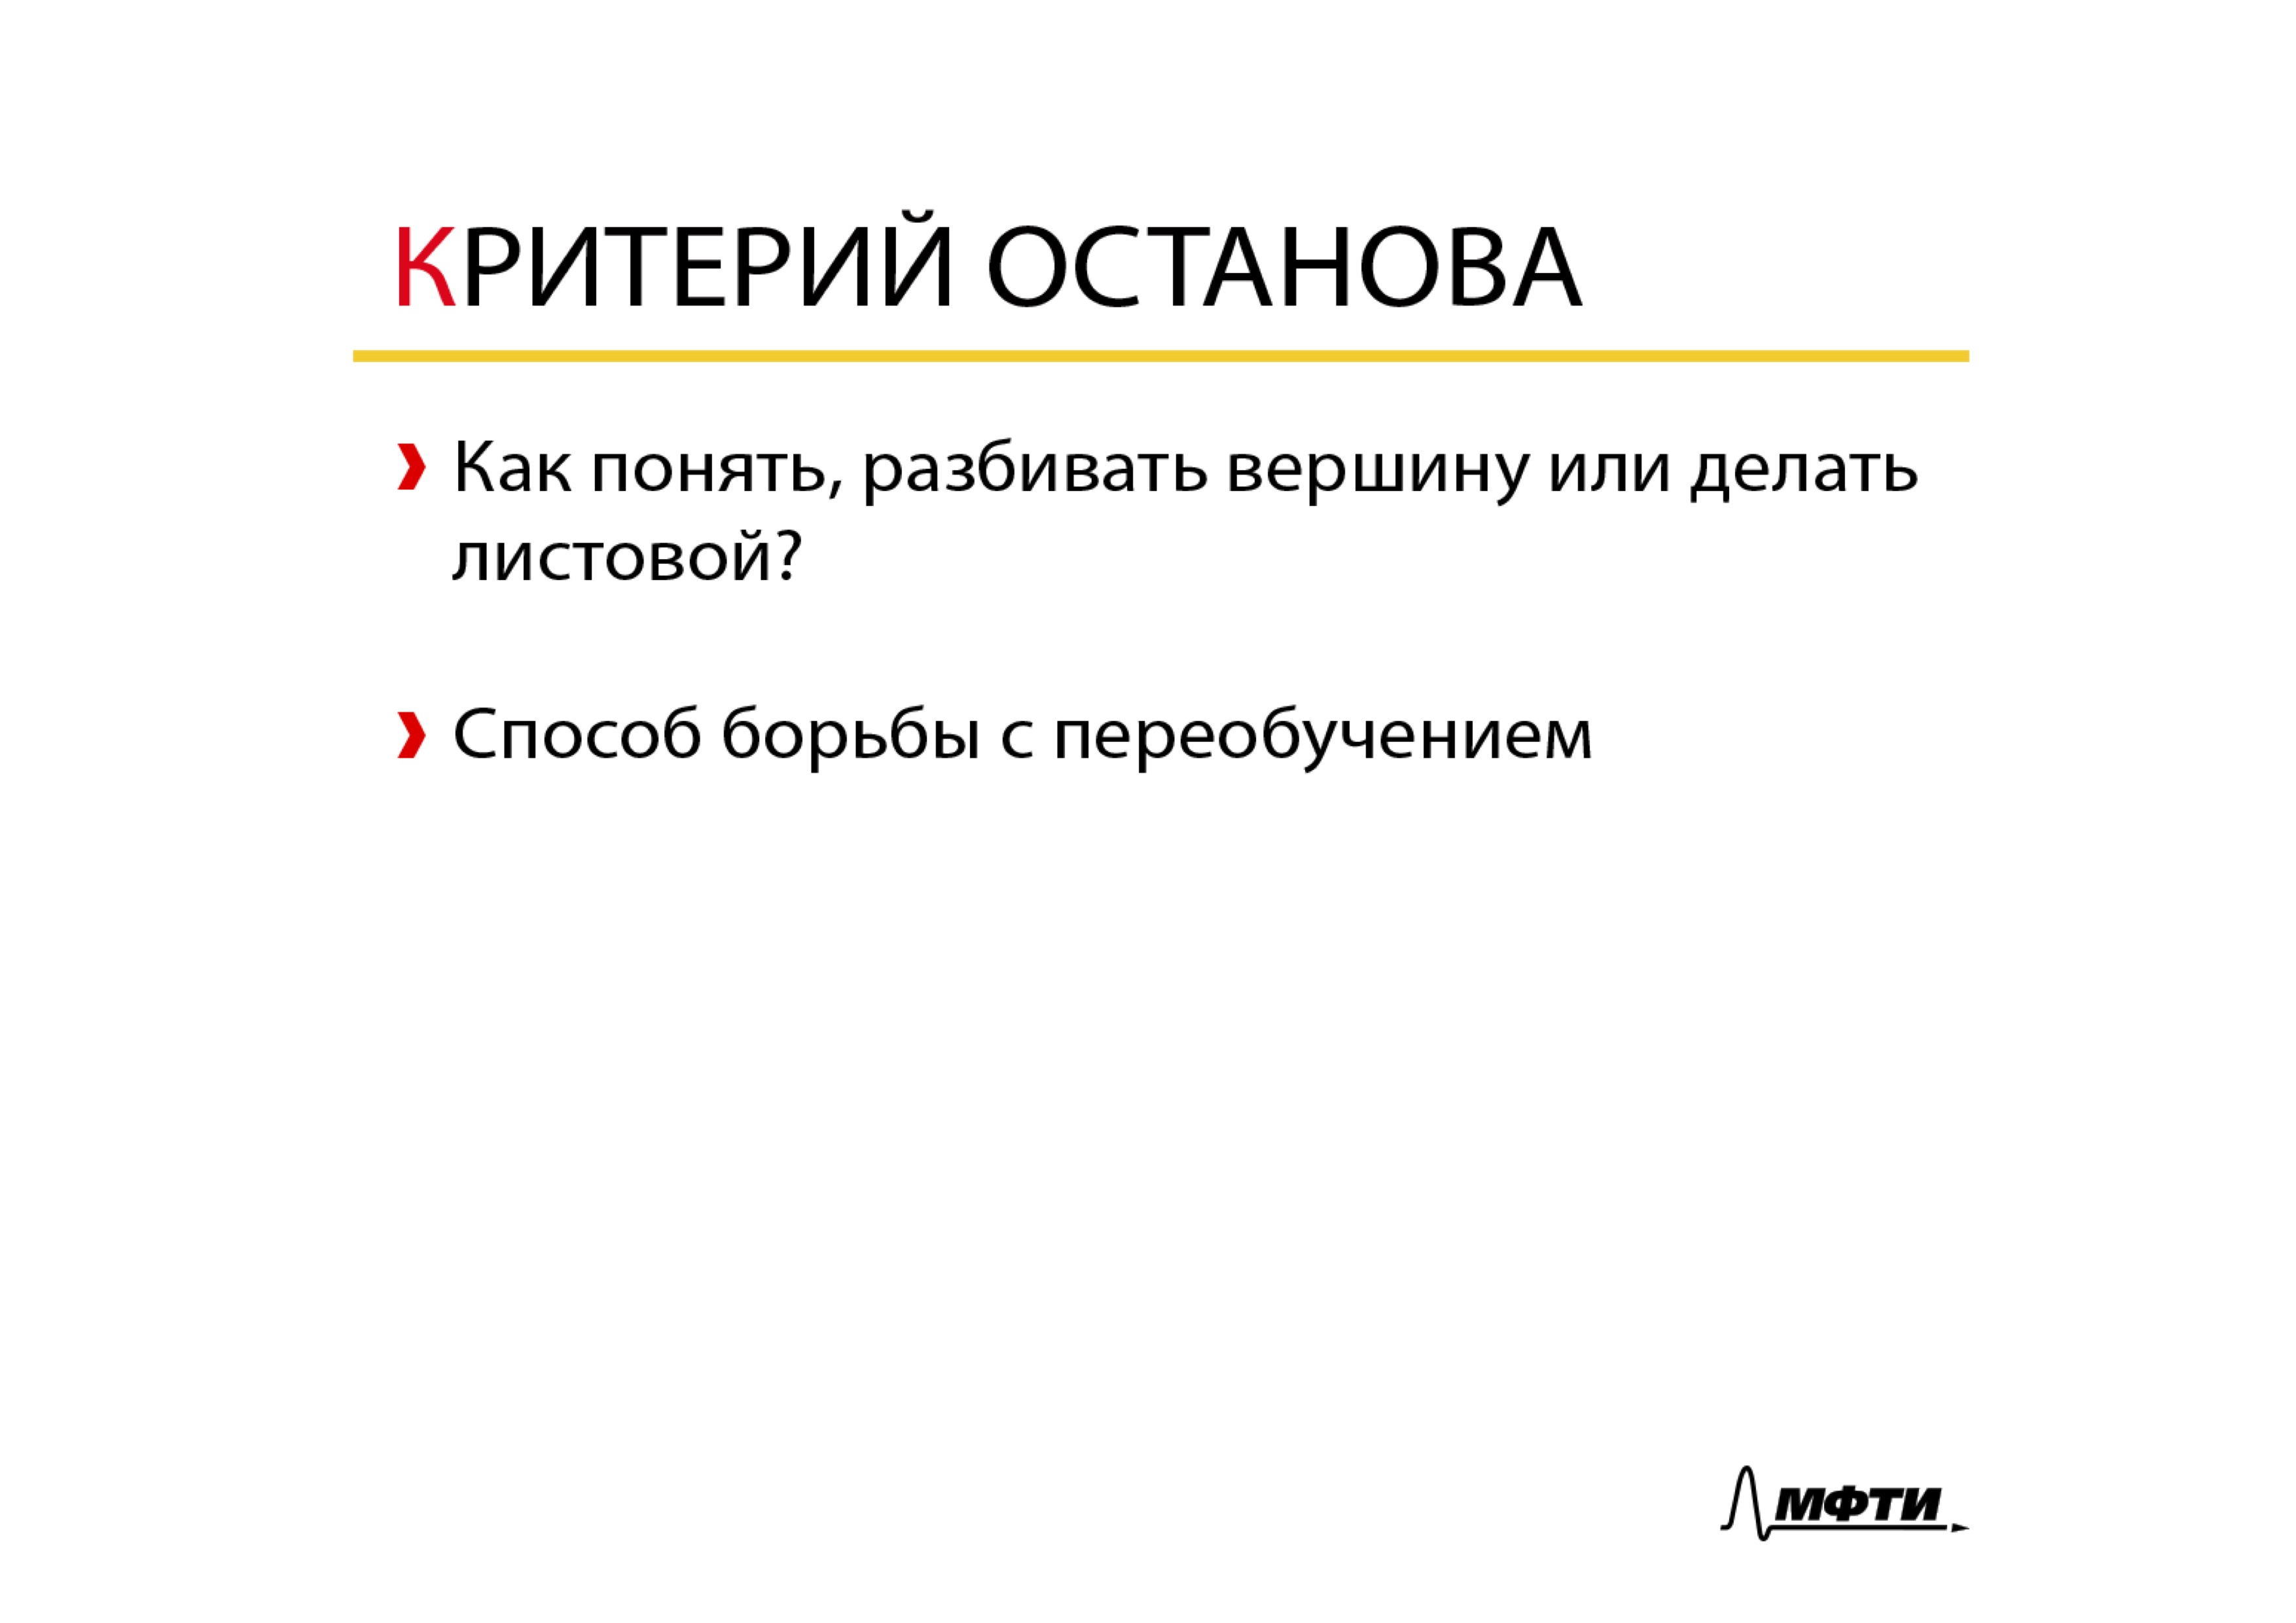 КРИТЕРИЙ ОСТАНОВА
Как понять, разбивать вершину или делать
листовой?
Способ борьбы с переобучением
МФТИ